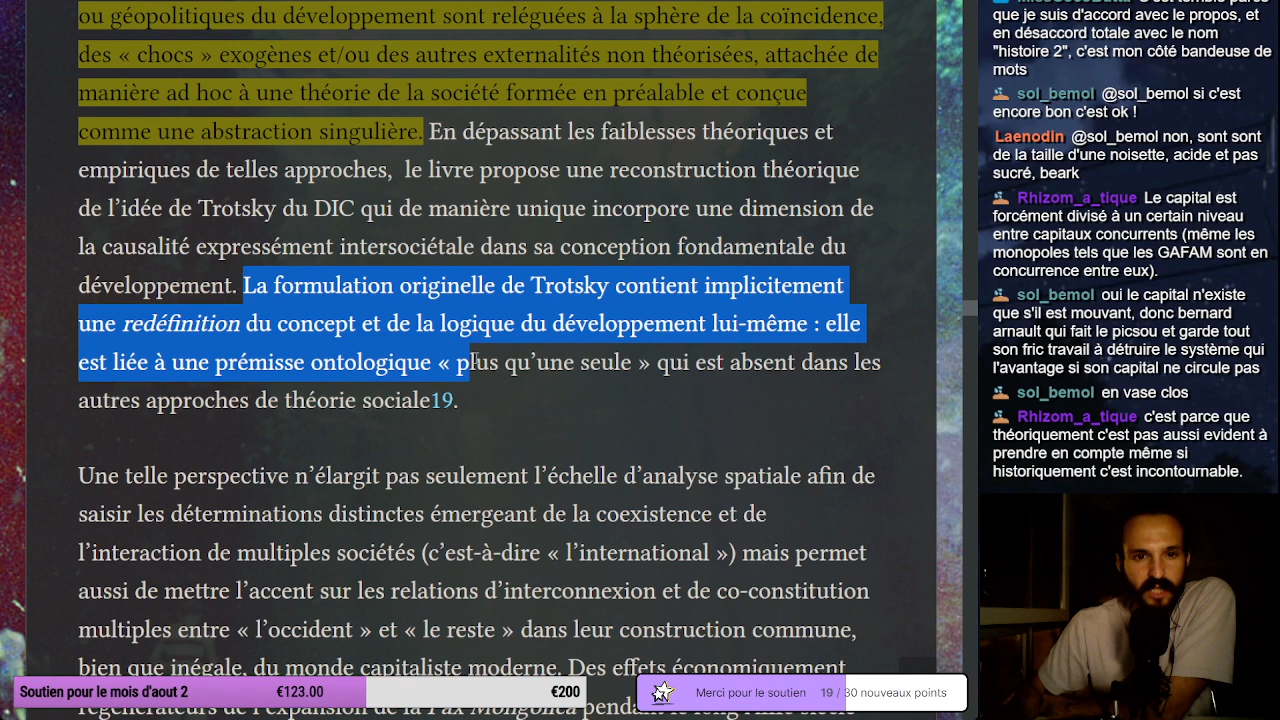 ou géopolitiques du développement sont reléguées à la sphère de la coïncidence,
des « chocs » exogènes et/ou des autres externalités non théorisées, attachée de
manière ad hoc à une théorie de la société formée en préalable et conçue
comme une abstraction singulière. En dépassant les faiblesses théoriques et
empiriques de telles approches,  le livre propose une reconstruction théorique
de l’idée de Trotsky du DIC qui de manière unique incorpore une dimension de
la causalité expressément intersociétale dans sa conception fondamentale du
développement. La formulation originelle de Trotsky contient implicitement
une redéfinition du concept et de la logique du développement lui-même : elle
est liée à une prémisse ontologique « plus qu’une seule » qui est absent dans les
autres approches de théorie sociale19.
Une telle perspective n’élargit pas seulement l’échelle d’analyse spatiale afin de
saisir les déterminations distinctes émergeant de la coexistence et de
l’interaction de multiples sociétés (c’est-à-dire « l’international ») mais permet
aussi de mettre l’accent sur les relations d’interconnexion et de co-constitution
multiples entre « l’occident » et « le reste » dans leur construction commune,
bien que inégale, du monde capitaliste moderne. Des effets économiquement
régénérateurs de l’expansion de la Pax Mongolica pendant le long
que je suis d'accord avec le propos, et
en désaccord totale avec le nom
"histoire 2", c'est mon côté bandeuse de
mots
sol_bemol @sol_bemol si c'est
encore bon c'est ok !
Laenodin @sol_bemol non, sont sont
de la taille d'une noisette, acide et pas
sucré, beark
Rhizom_a_tique Le capital est
forcément divisé à un certain niveau
entre capitaux concurrents (même les
monopoles tels que les GAFAM sont en
concurrence entre eux).
sol_bemol oui le capital n'existe
que s'il est mouvant, donc bernard
arnault qui fait le picsou et garde tout
son fric travail à détruire le système qui
l'avantage si son capital ne circule pas
sol_bemol en vase clos
Rhizom_a_tique c'est parce que
théoriquement c'est pas aussi evident à
prendre en compte même si
historiquement c'est incontournable.
Soutien pour le mois d'aout 2 €123.00 €200
Merci pour le soutien 19 / 30 nouveaux points